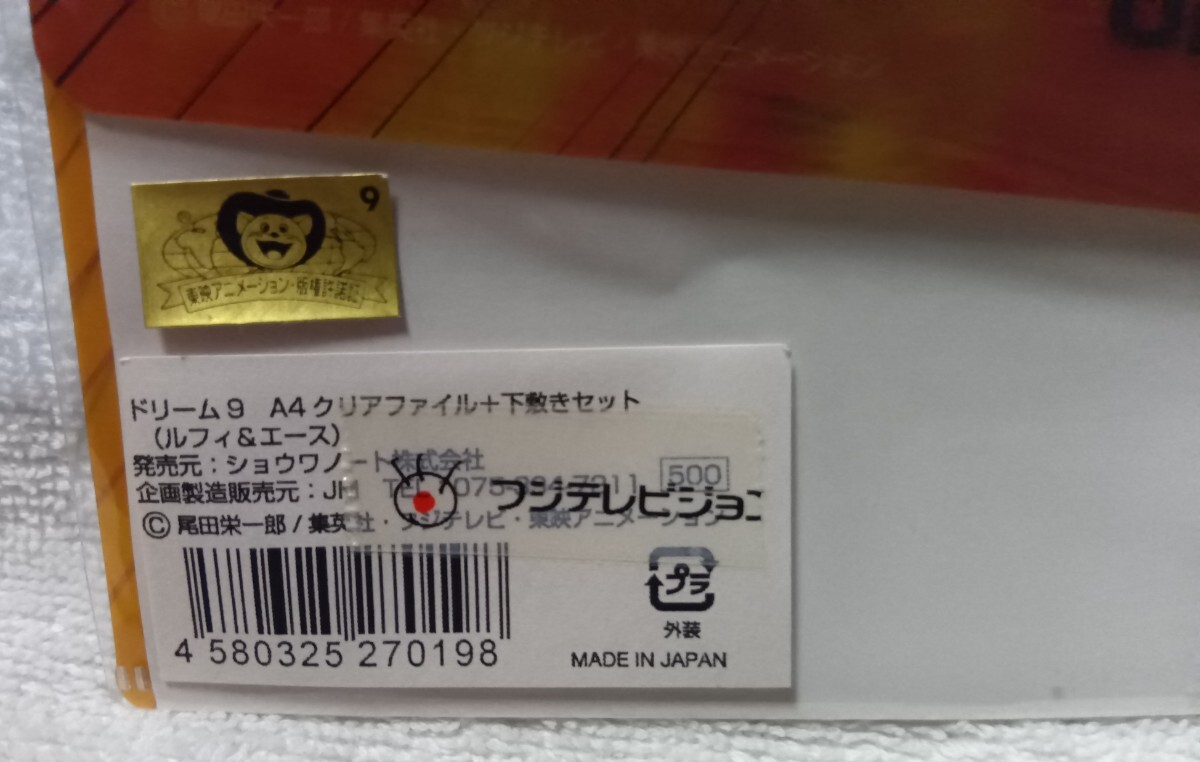 9
東映アニメーション・版権許諾証
ドリーム9 A4クリアファイル+下敷きセット
(ルフィ&エース)
発売元:ショウワノート株式会社
企画製造販売元:JH TEL 075- 7911 500
フジテレビジョン
©尾田栄一郎/集英社・フジテレビ・東映アニメーション
4 580325 270198
プラ
外装
MADE IN JAPAN